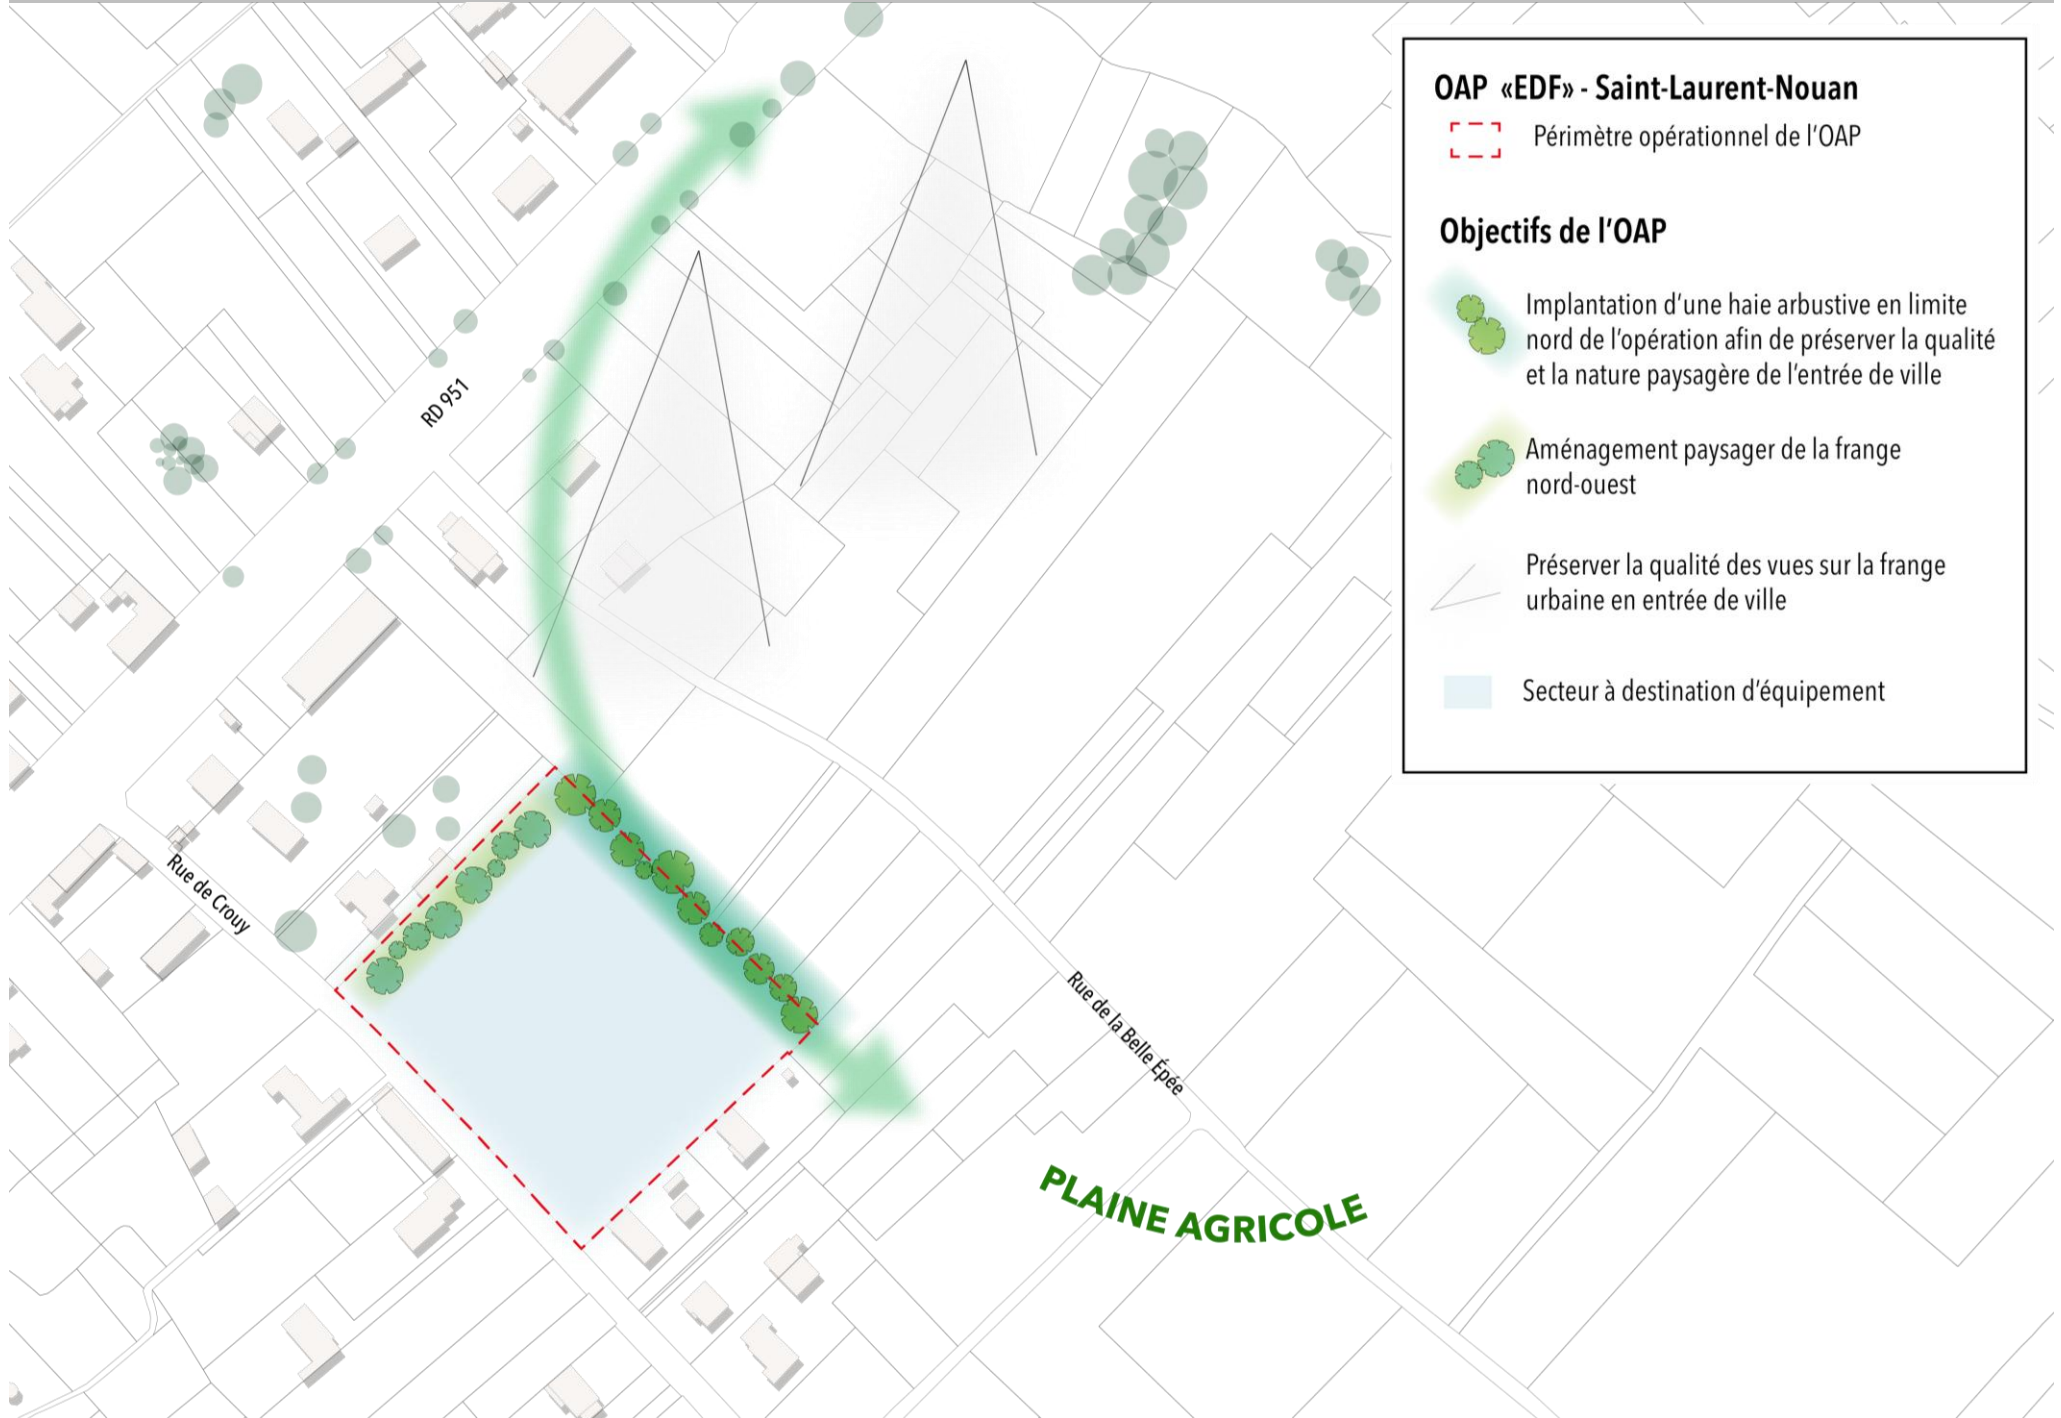 OAP «EDF» - Saint-Laurent-Nouan
Périmètre opérationnel de l'OAP
Objectifs de l'OAP
Implantation d'une haie arbustive en limite
nord de l'opération afin de préserver la qualité
et la nature paysagère de l'entrée de ville
Aménagement paysager de la frange
nord-ouest
Préserver la qualité des vues sur la frange
urbaine en entrée de ville
Secteur à destination d'équipement
RD 951
Rue de Crouy
Rue de la Belle Épée
PLAINE AGRICOLE